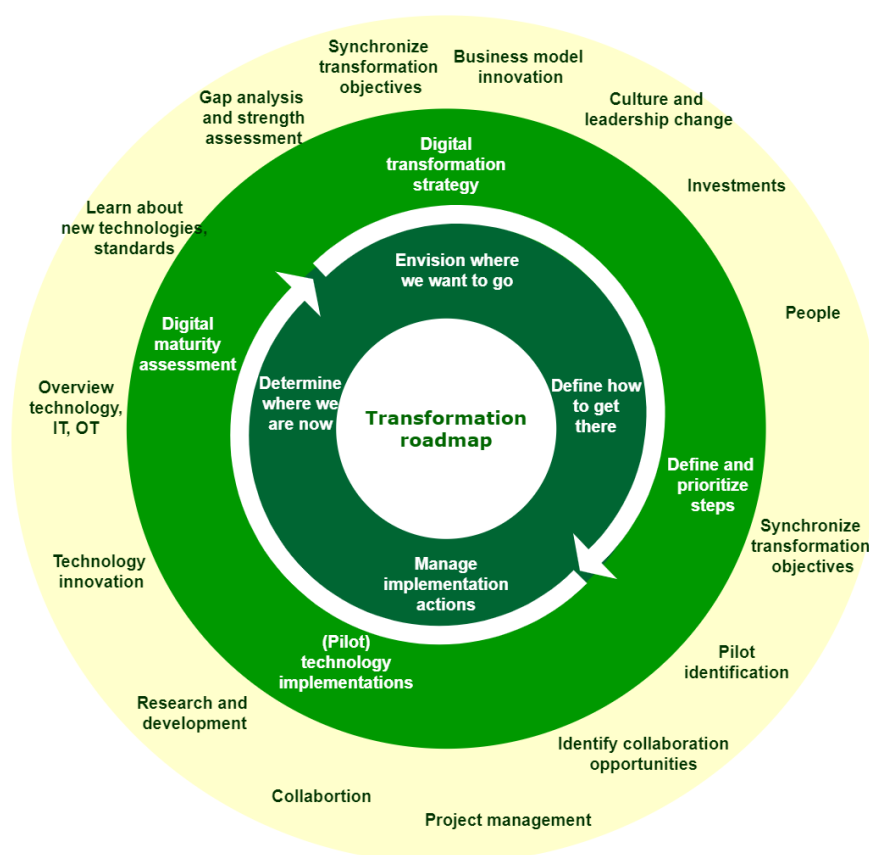 Synchronize
transformation
objectives
Business model
innovation
Gap analysis
and strength
assessment
Culture and
leadership change
Digital
transformation
strategy
Investments
Learn about
new technologies,
standards
Envision where
we want to go
People
Digital
maturity
assessment
Determine
where we
are now
Define how
to get
there
Overview
technology,
IT, OT
Transformation
roadmap
Define and
prioritize
steps
Synchronize
transformation
objectives
Technology
innovation
Manage
implementation
actions
(Pilot)
technology
implementations
Pilot
identification
Research and
development
Identify collaboration
opportunities
Collabortion
Project management